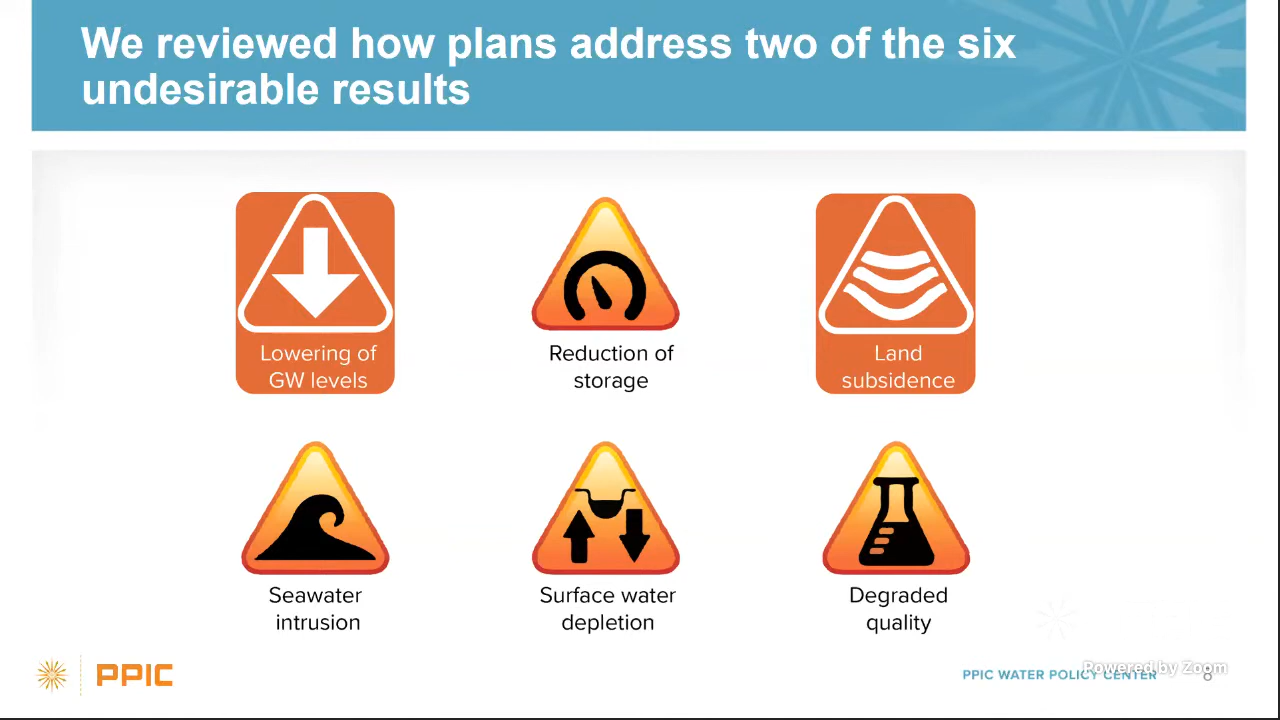 We reviewed how plans address two of the six
undesirable results
Lowering of
GW levels
Reduction of
storage
Land
subsidence
Seawater
intrusion
Surface water
depletion
Degraded
quality
PPIC
PPIC WATER POLICY CENTER
Powered by Zoom
8